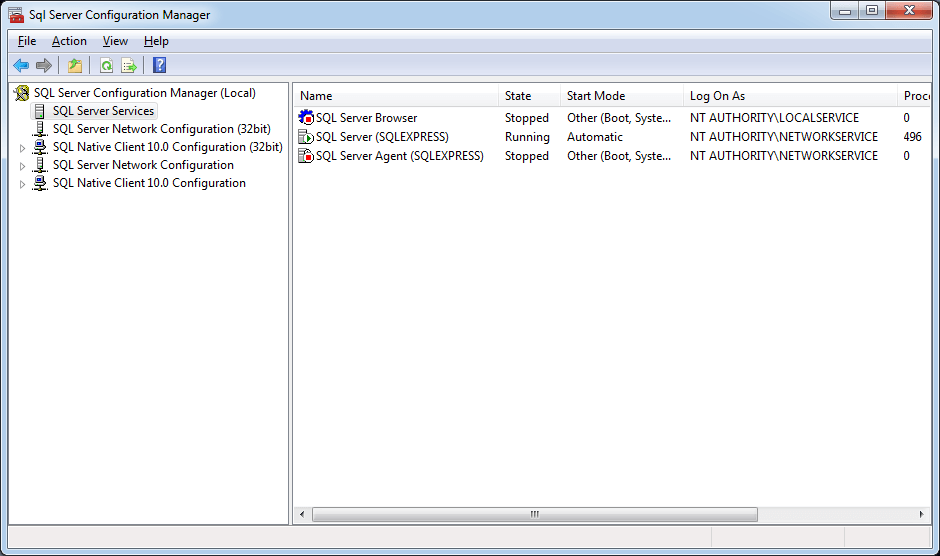 Sql Server Configuration Manager
File Action View Help
SQL Server Configuration Manager (Local)
SQL Server Services
SQL Server Network Configuration (32bit)
SQL Native Client 10.0 Configuration (32bit)
SQL Server Network Configuration
SQL Native Client 10.0 Configuration
Name State Start Mode Log On As Proce
SQL Server Browser Stopped Other (Boot, Syste... NT AUTHORITY\LOCALSERVICE 0
SQL Server (SQLEXPRESS) Running Automatic NT AUTHORITY\NETWORKSERVICE 496
SQL Server Agent (SQLEXPRESS) Stopped Other (Boot, Syste... NT AUTHORITY\NETWORKSERVICE 0